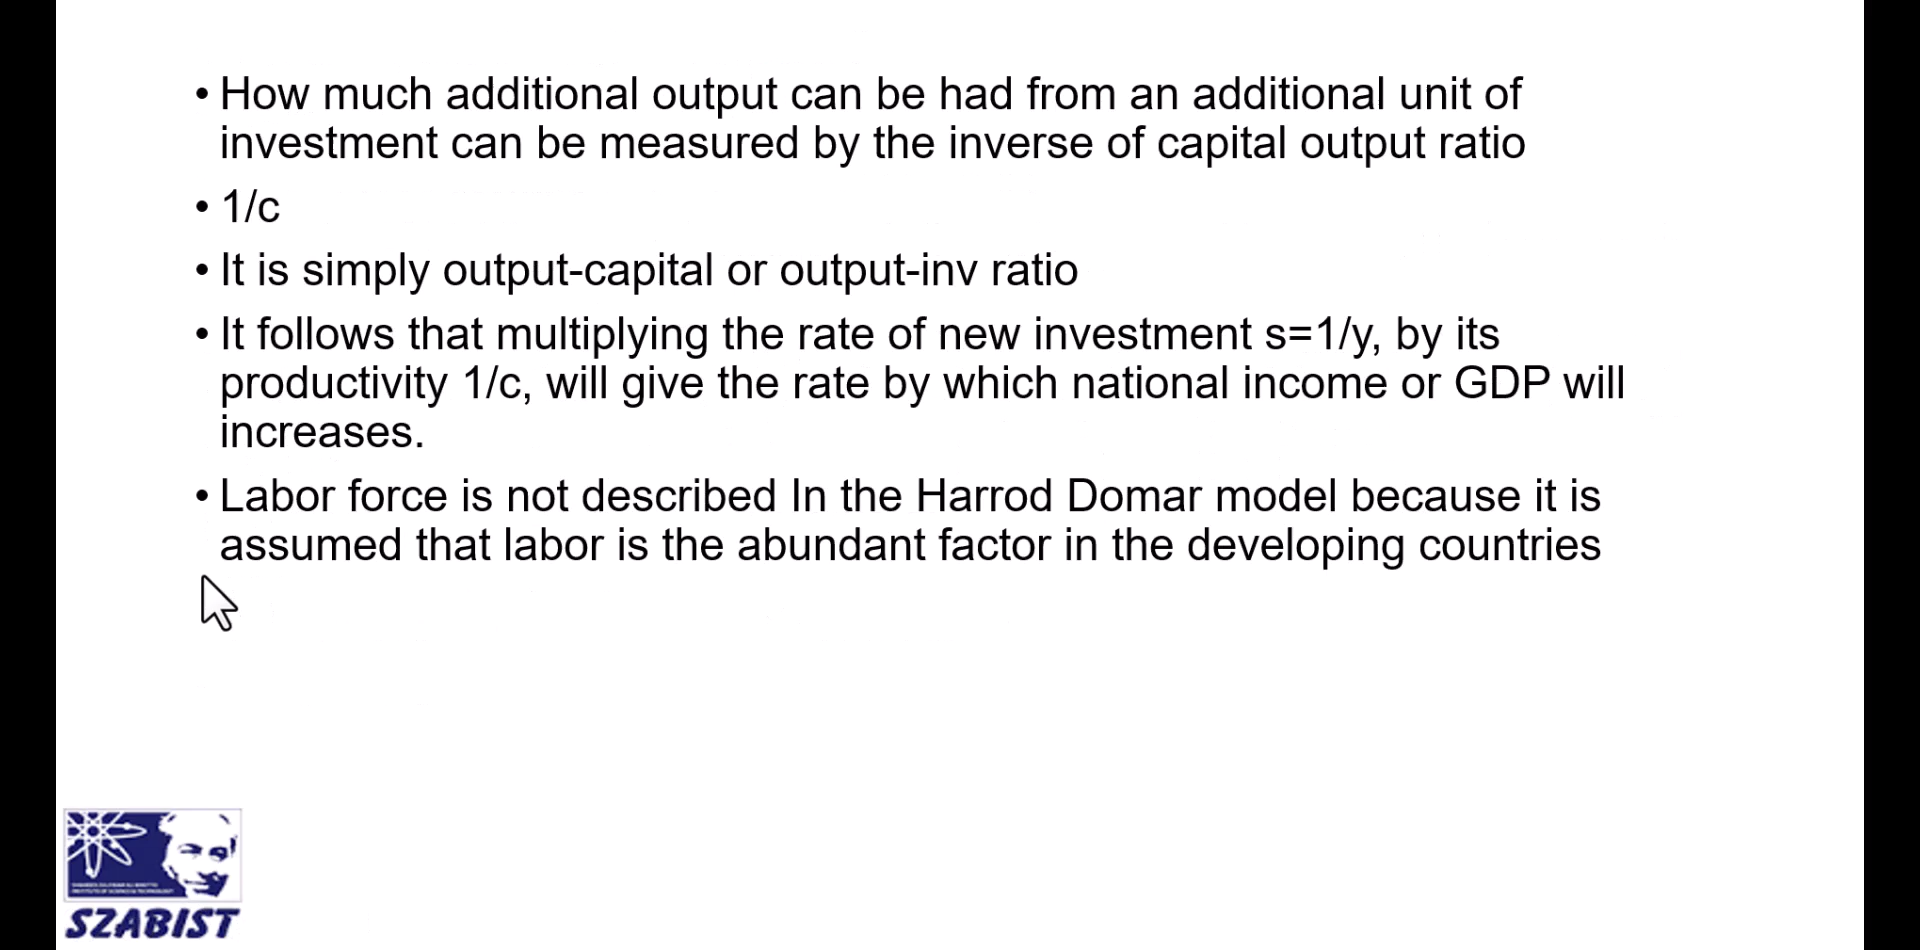 • How much additional output can be had from an additional unit of
investment can be measured by the inverse of capital output ratio
• 1/c
• It is simply output-capital or output-inv ratio
• It follows that multiplying the rate of new investment s=1/y, by its
productivity 1/c, will give the rate by which national income or GDP will
increases.
• Labor force is not described In the Harrod Domar model because it is
assumed that labor is the abundant factor in the developing countries
SZABIST